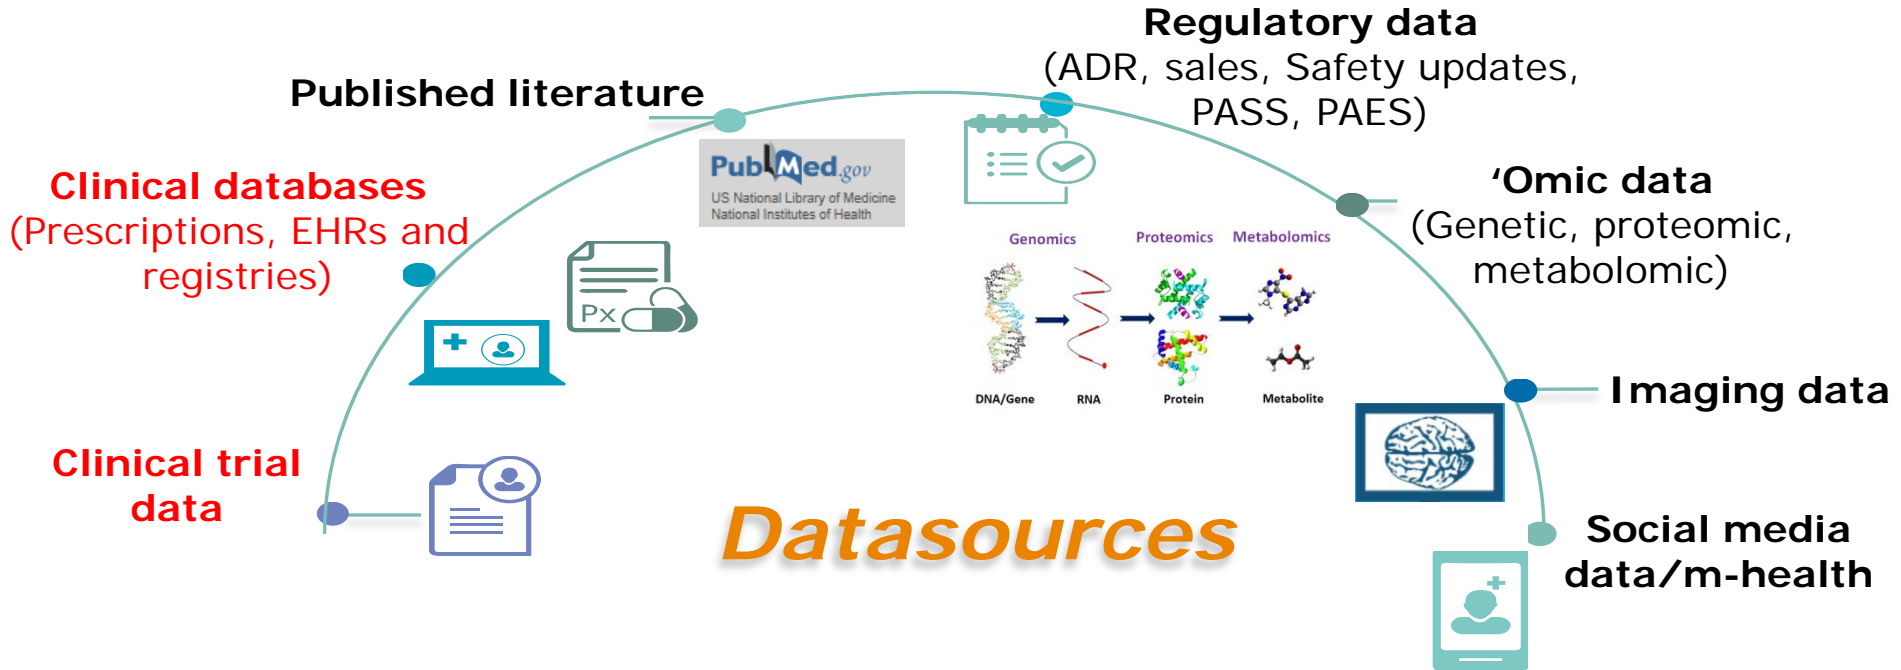 Regulatory data
(ADR, sales, Safety updates,
PASS, PAES)
Published literature
PubMed.gov
US National Library of Medicine
National Institutes of Health
Clinical databases
(Prescriptions, EHRs and
registries)
Px
‘Omic data
(Genetic, proteomic,
metabolomic)
Genomics Proteomics Metabolomics
DNA/Gene RNA Protein Metabolite
Imaging data
Clinical trial
data
Datasources
Social media
data/m-health